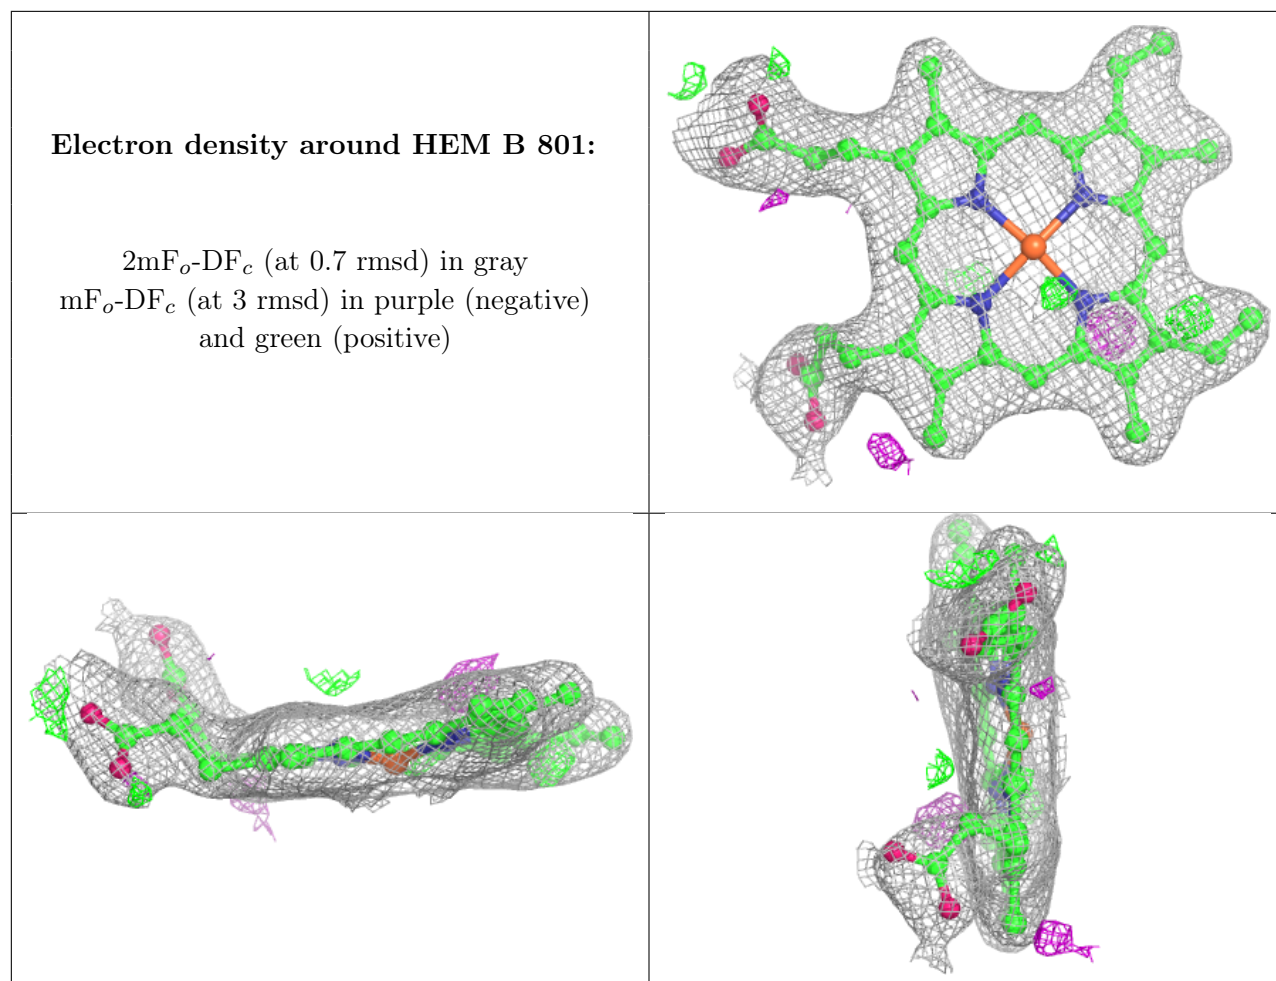 Electron density around HEM B 801:
2mFo-DFc (at 0.7 rmsd) in gray
mFo-DFc (at 3 rmsd) in purple (negative)
and green (positive)